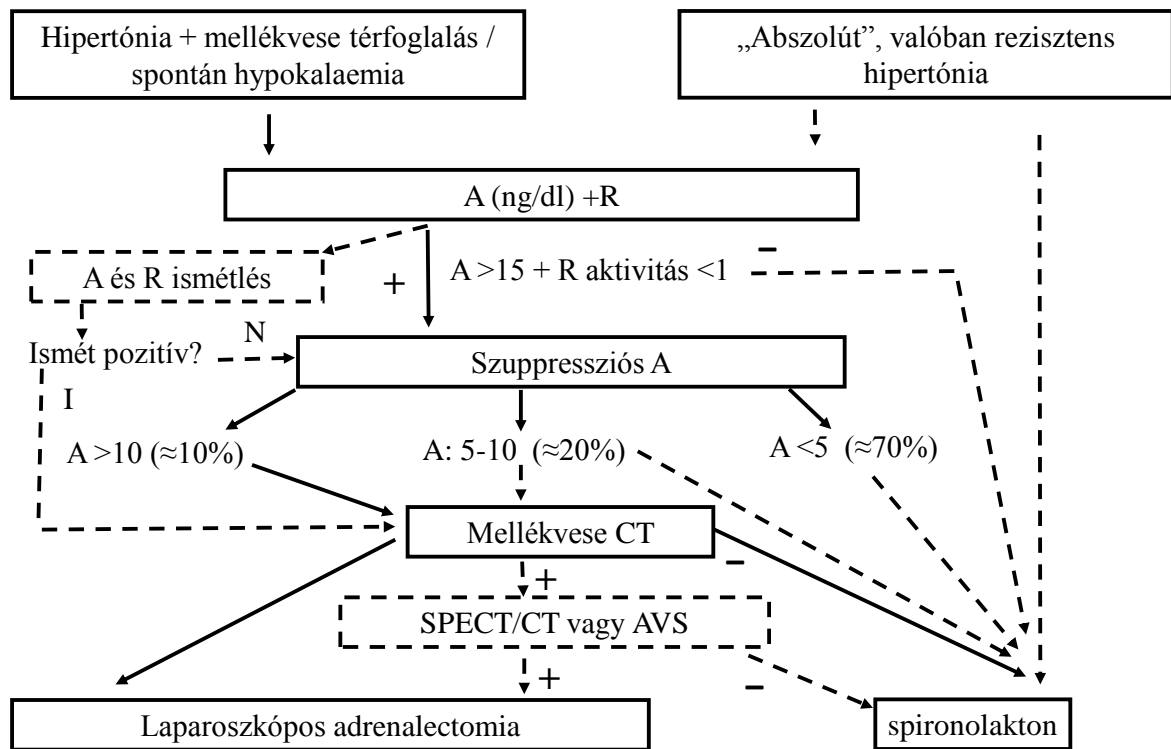 Hipertónia + mellékvese térfoglalás /
spontán hypokalaemia
„Abszolút”, valóban rezisztens
hipertónia
A (ng/dl) +R
A és R ismétlés
+
A >15 + R aktivitás <1
−
Ismét pozitív?
N
Szuppressziós A
I
A >10 (≈10%)
A: 5-10 (≈20%)
A <5 (≈70%)
Mellékvese CT
+
−
SPECT/CT vagy AVS
+
−
Laparoszkópos adrenalectomia
spironolakton